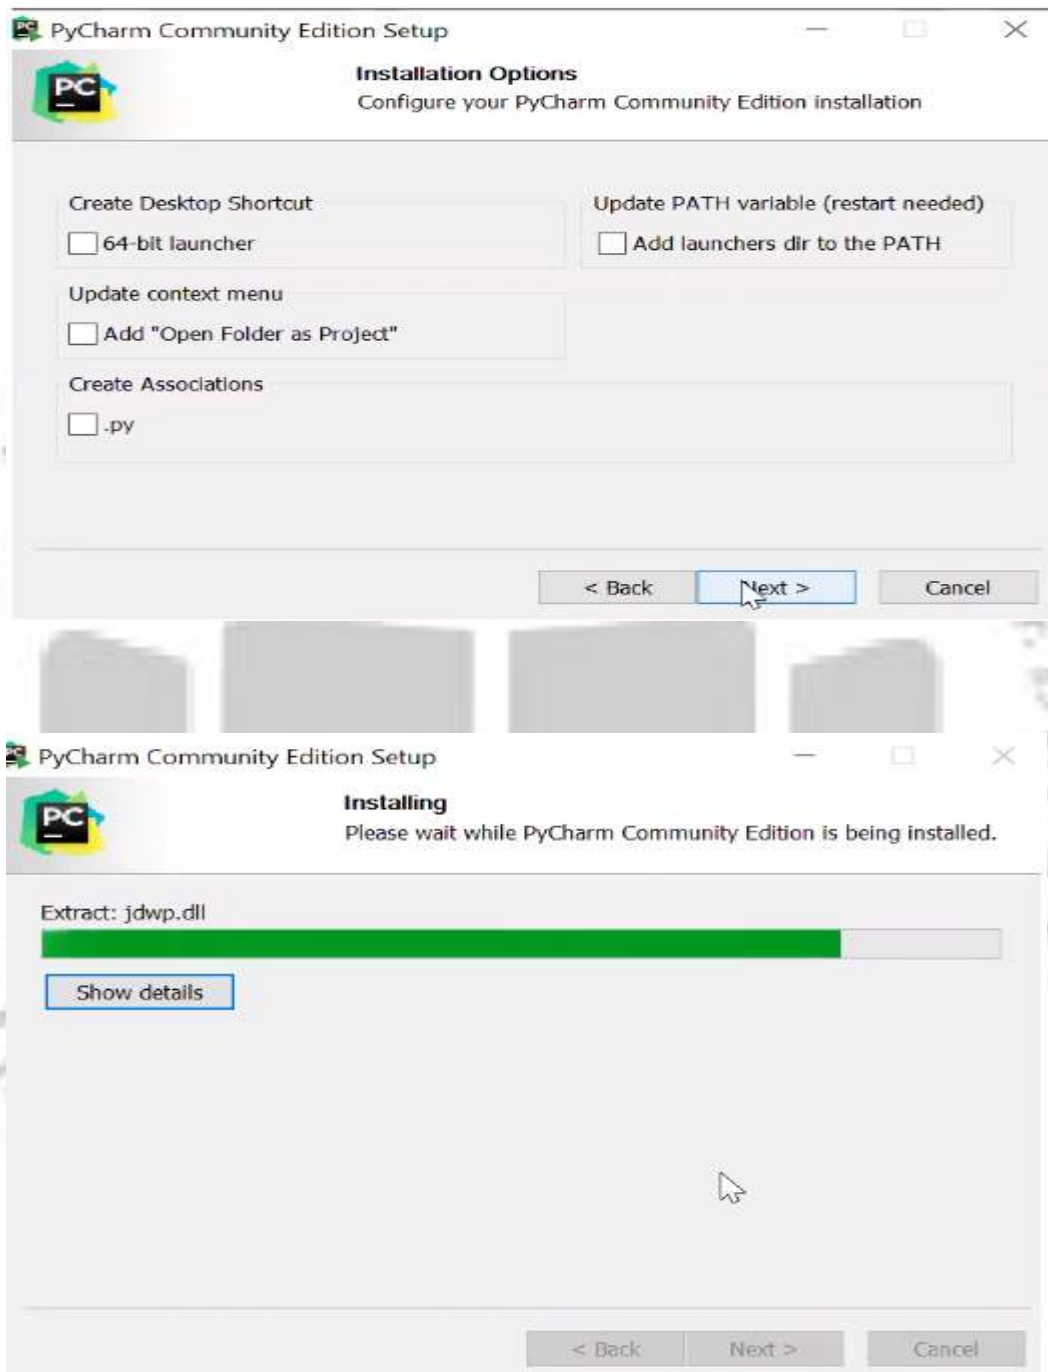 PyCharm Community Edition Setup
PC
Installation Options
Configure your PyCharm Community Edition installation
Create Desktop Shortcut
64-bit launcher
Update PATH variable (restart needed)
Add launchers dir to the PATH
Update context menu
Add "Open Folder as Project"
Create Associations
.py
< Back
Next >
Cancel
PyCharm Community Edition Setup
PC
Installing
Please wait while PyCharm Community Edition is being installed.
Extract: jdwp.dll
Show details
< Back
Next >
Cancel